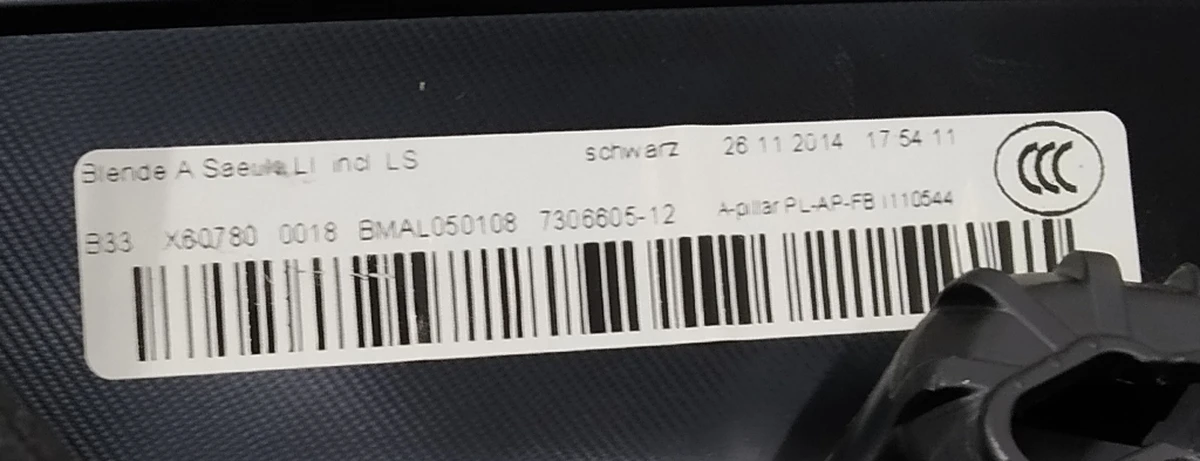 Blende A Saeule LI incl LS schwarz 26 11 2014 17 54 11
B33 X60780 0018 BMAL050108 7306605-12 A-pillar PL-AP-FB I110544
CCC